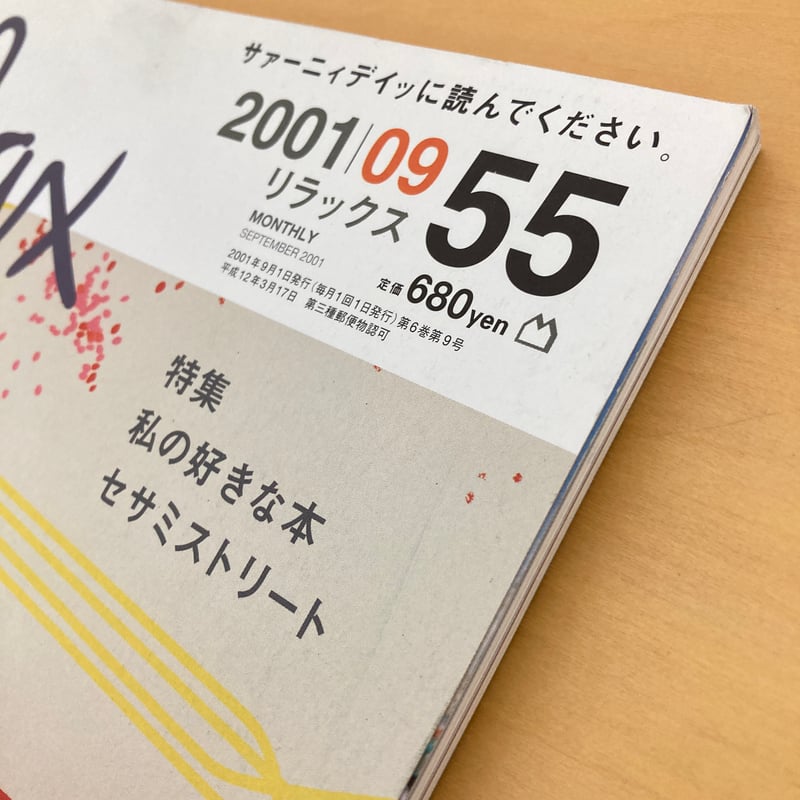 サァーニィデイッに読んでください。
2001|09 55
リラックス
MONTHLY
SEPTEMBER 2001
定価 680yen
2001年9月1日発行(毎月1回1日発行)第6巻第9号
平成12年3月17日 第三種郵便物認可
特集
私の好きな本
セサミストリート